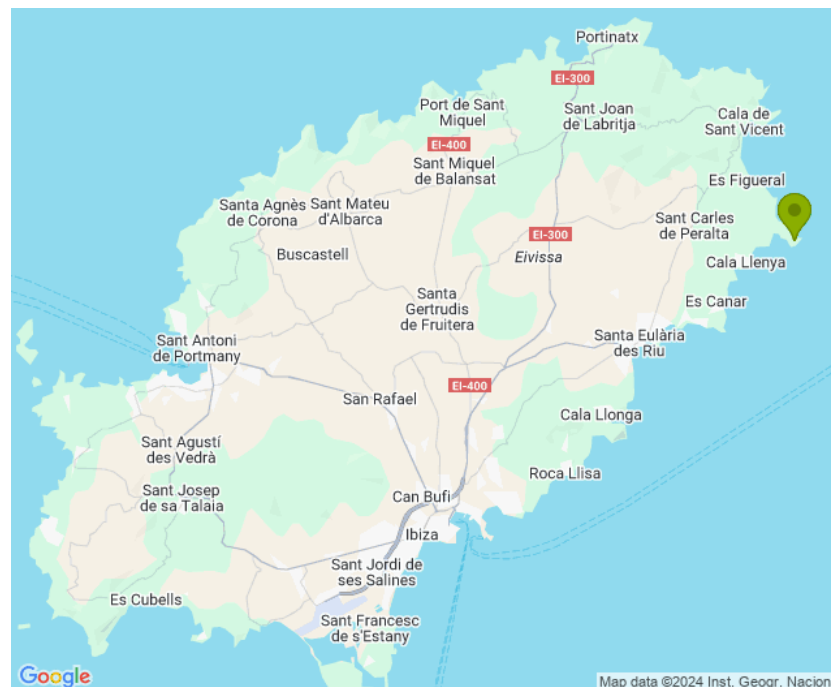 Portinatx
EI-300
Port de Sant
Miquel
Sant Joan
de Labritja
Cala de
Sant Vicent
EI-400
Sant Miquel
de Balansat
Es Figueral
Santa Agnès
de Corona
Sant Mateu
d'Albarca
Sant Carles
de Peralta
EI-300
Buscastell
Eivissa
Cala Llenya
Santa
Gertrudis
de Fruitera
Es Canar
Sant Antoni
de Portmany
Santa Eulària
des Riu
EI-400
San Rafael
Cala Llonga
Sant Agustí
des Vedrà
Roca Llisa
Sant Josep
de sa Talaia
Can Bufi
Ibiza
Sant Jordi de
ses Salines
Es Cubells
Sant Francesc
de s'Estany
Google
Map data ©2024 Inst. Geogr. Nacion